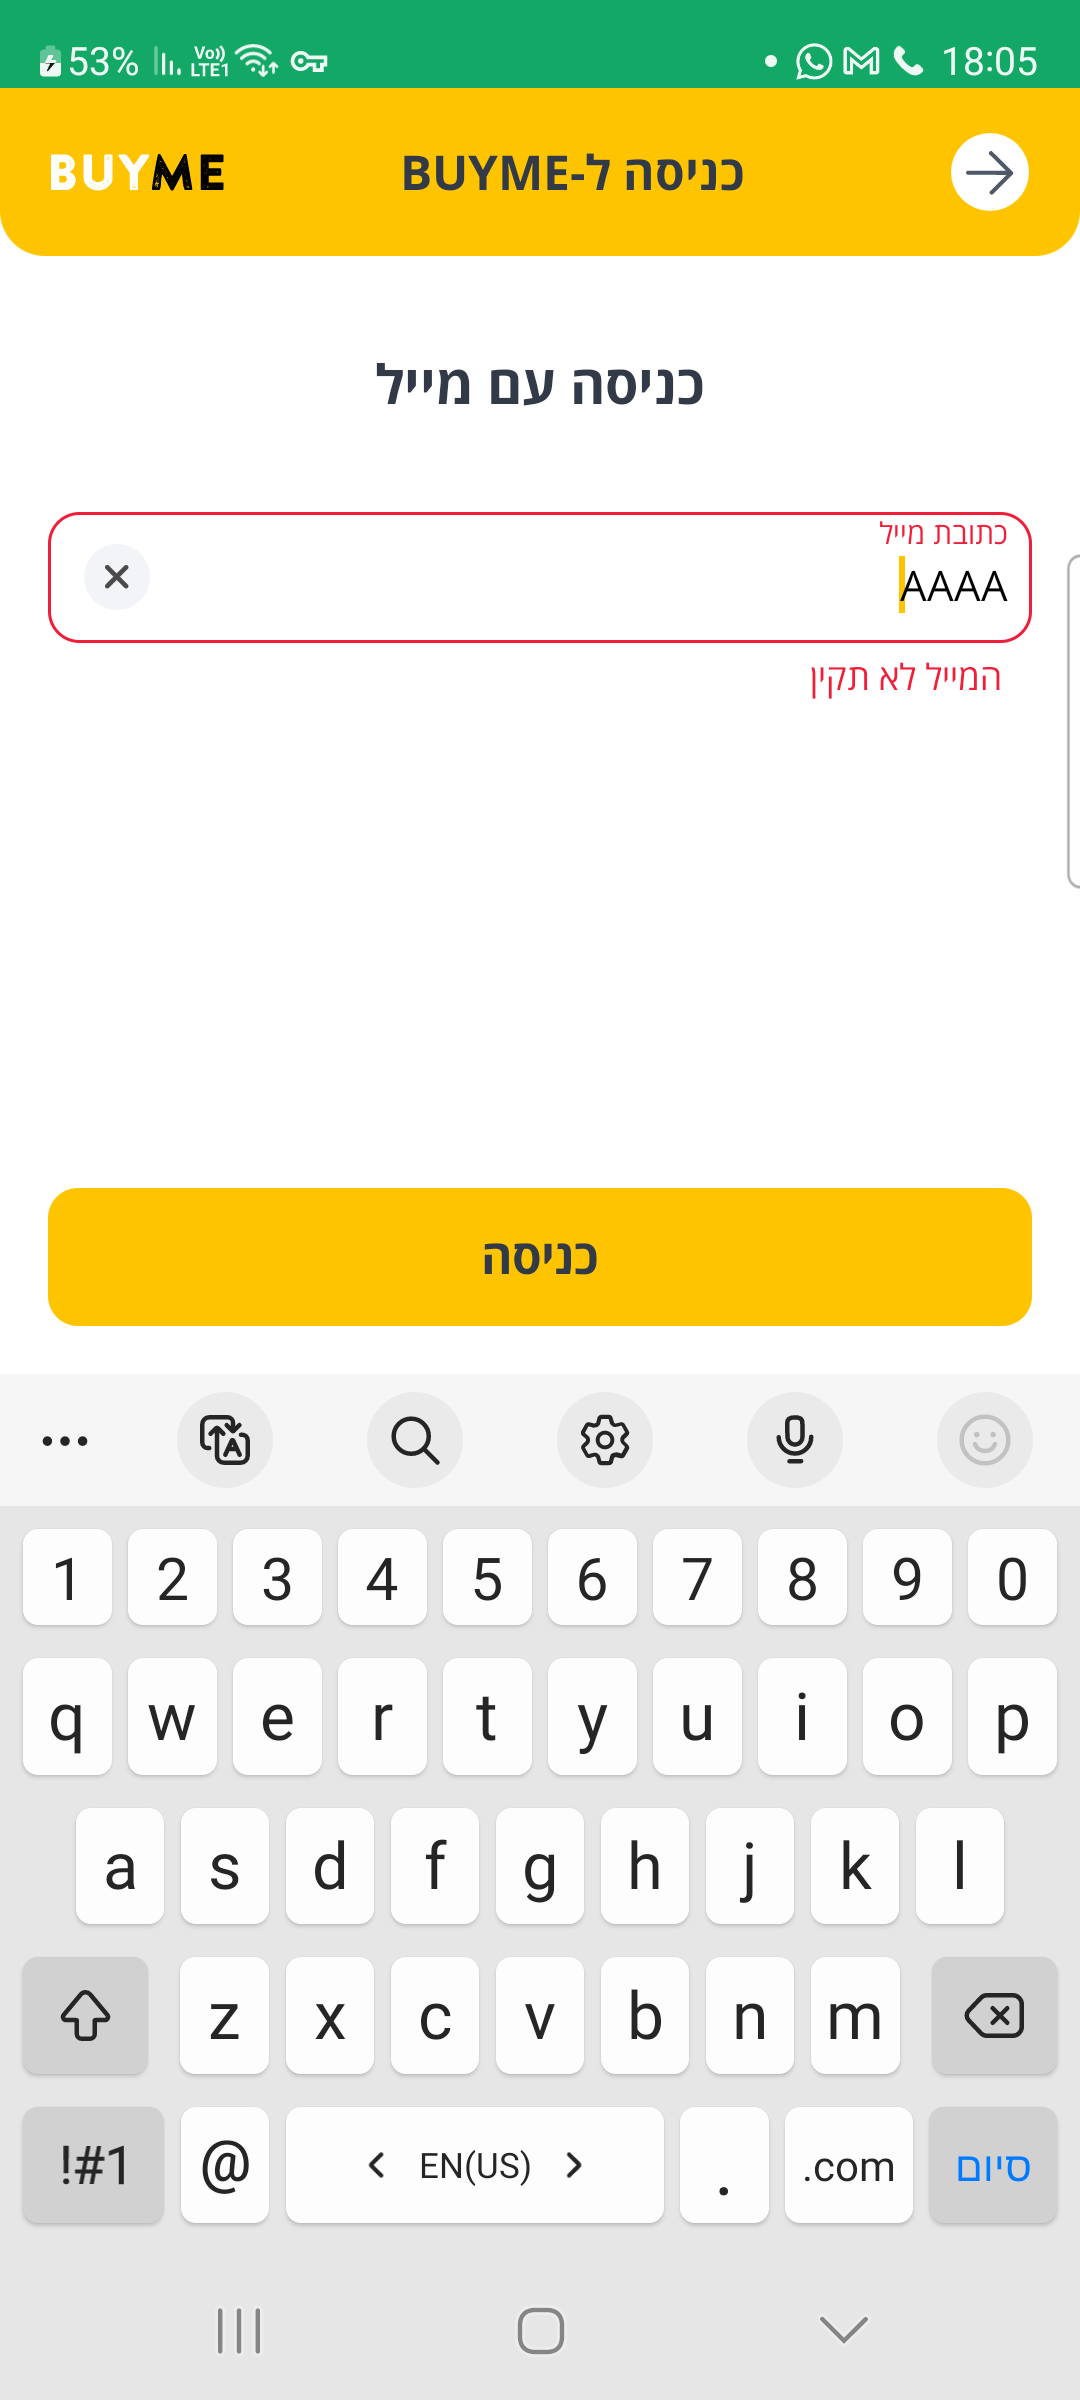 53% Vo)) LTE1 18:05
BUYME כניסה ל-BUYME
כניסה עם מייל
כתובת מייל
AAAA
המייל לא תקין
כניסה
1 2 3 4 5 6 7 8 9 0
q w e r t y u i o p
a s d f g h j k l
z x c v b n m
!#1 @ < EN(US) > . .com סיום